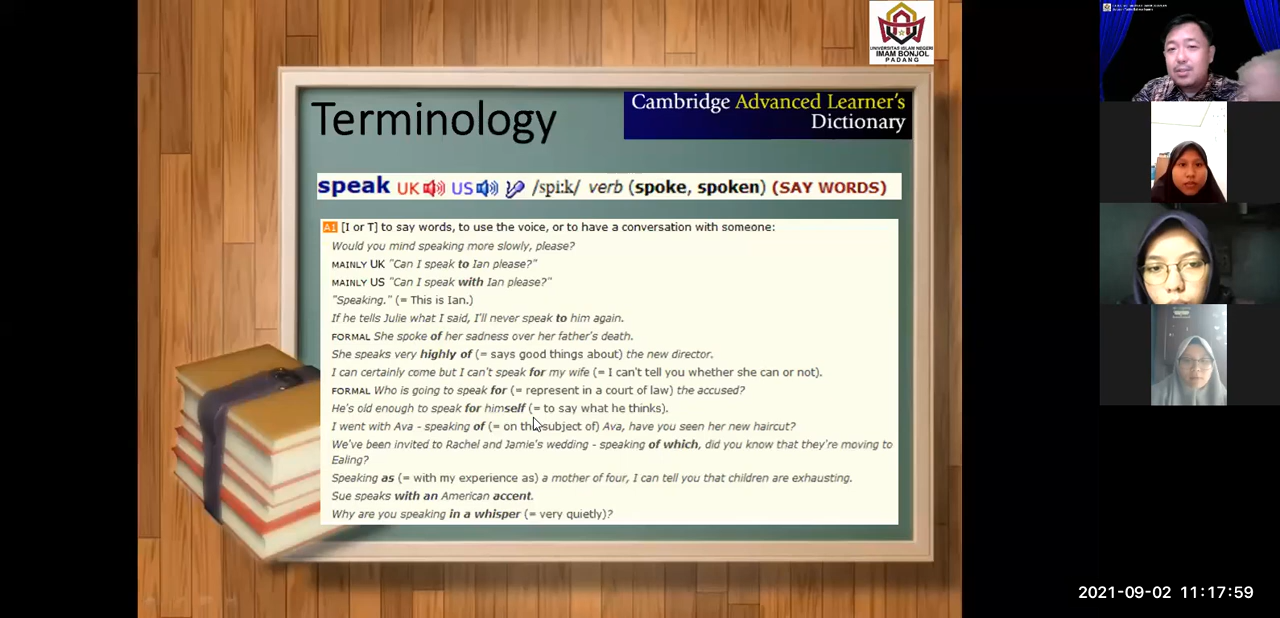 UNIVERSITAS ISLAM NEGERI
IMAM BONJOL
PADANG
Terminology
Cambridge Advanced Learner's
Dictionary
speak UK US /spiːk/ verb (spoke, spoken) (SAY WORDS)
A1 [I or T] to say words, to use the voice, or to have a conversation with someone:
Would you mind speaking more slowly, please?
MAINLY UK "Can I speak to Ian please?"
MAINLY US "Can I speak with Ian please?"
"Speaking." (= This is Ian.)
If he tells Julie what I said, I'll never speak to him again.
FORMAL She spoke of her sadness over her father's death.
She speaks very highly of (= says good things about) the new director.
I can certainly come but I can't speak for my wife (= I can't tell you whether she can or not).
FORMAL Who is going to speak for (= represent in a court of law) the accused?
He's old enough to speak for himself (= to say what he thinks).
I went with Ava - speaking of (= on the subject of) Ava, have you seen her new haircut?
We've been invited to Rachel and Jamie's wedding - speaking of which, did you know that they're moving to
Ealing?
Speaking as (= with my experience as) a mother of four, I can tell you that children are exhausting.
Sue speaks with an American accent.
Why are you speaking in a whisper (= very quietly)?
2021-09-02 11:17:59